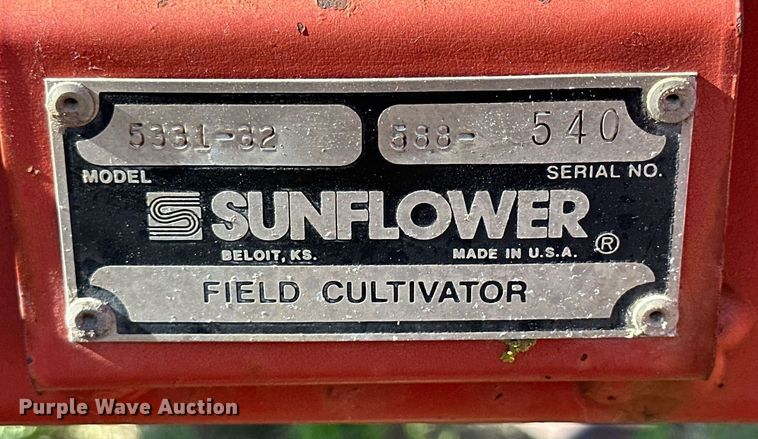 5331-32 588- 540
MODEL SERIAL NO.
SUNFLOWER ®
BELOIT, KS. MADE IN U.S.A.
FIELD CULTIVATOR
Purple Wave Auction